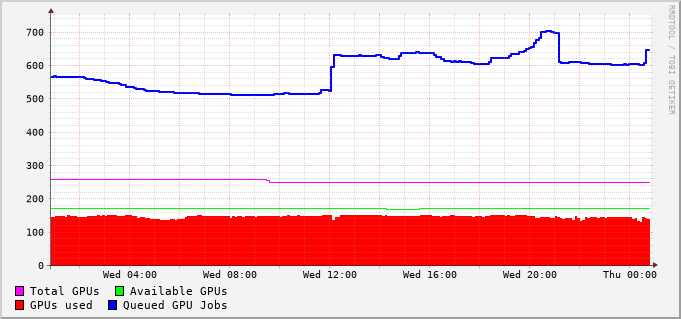 RRDTOOL / TOBI OETIKER
700
600
500
400
300
200
100
0
Wed 04:00 Wed 08:00 Wed 12:00 Wed 16:00 Wed 20:00 Thu 00:00
Total GPUs Available GPUs
GPUs used Queued GPU Jobs